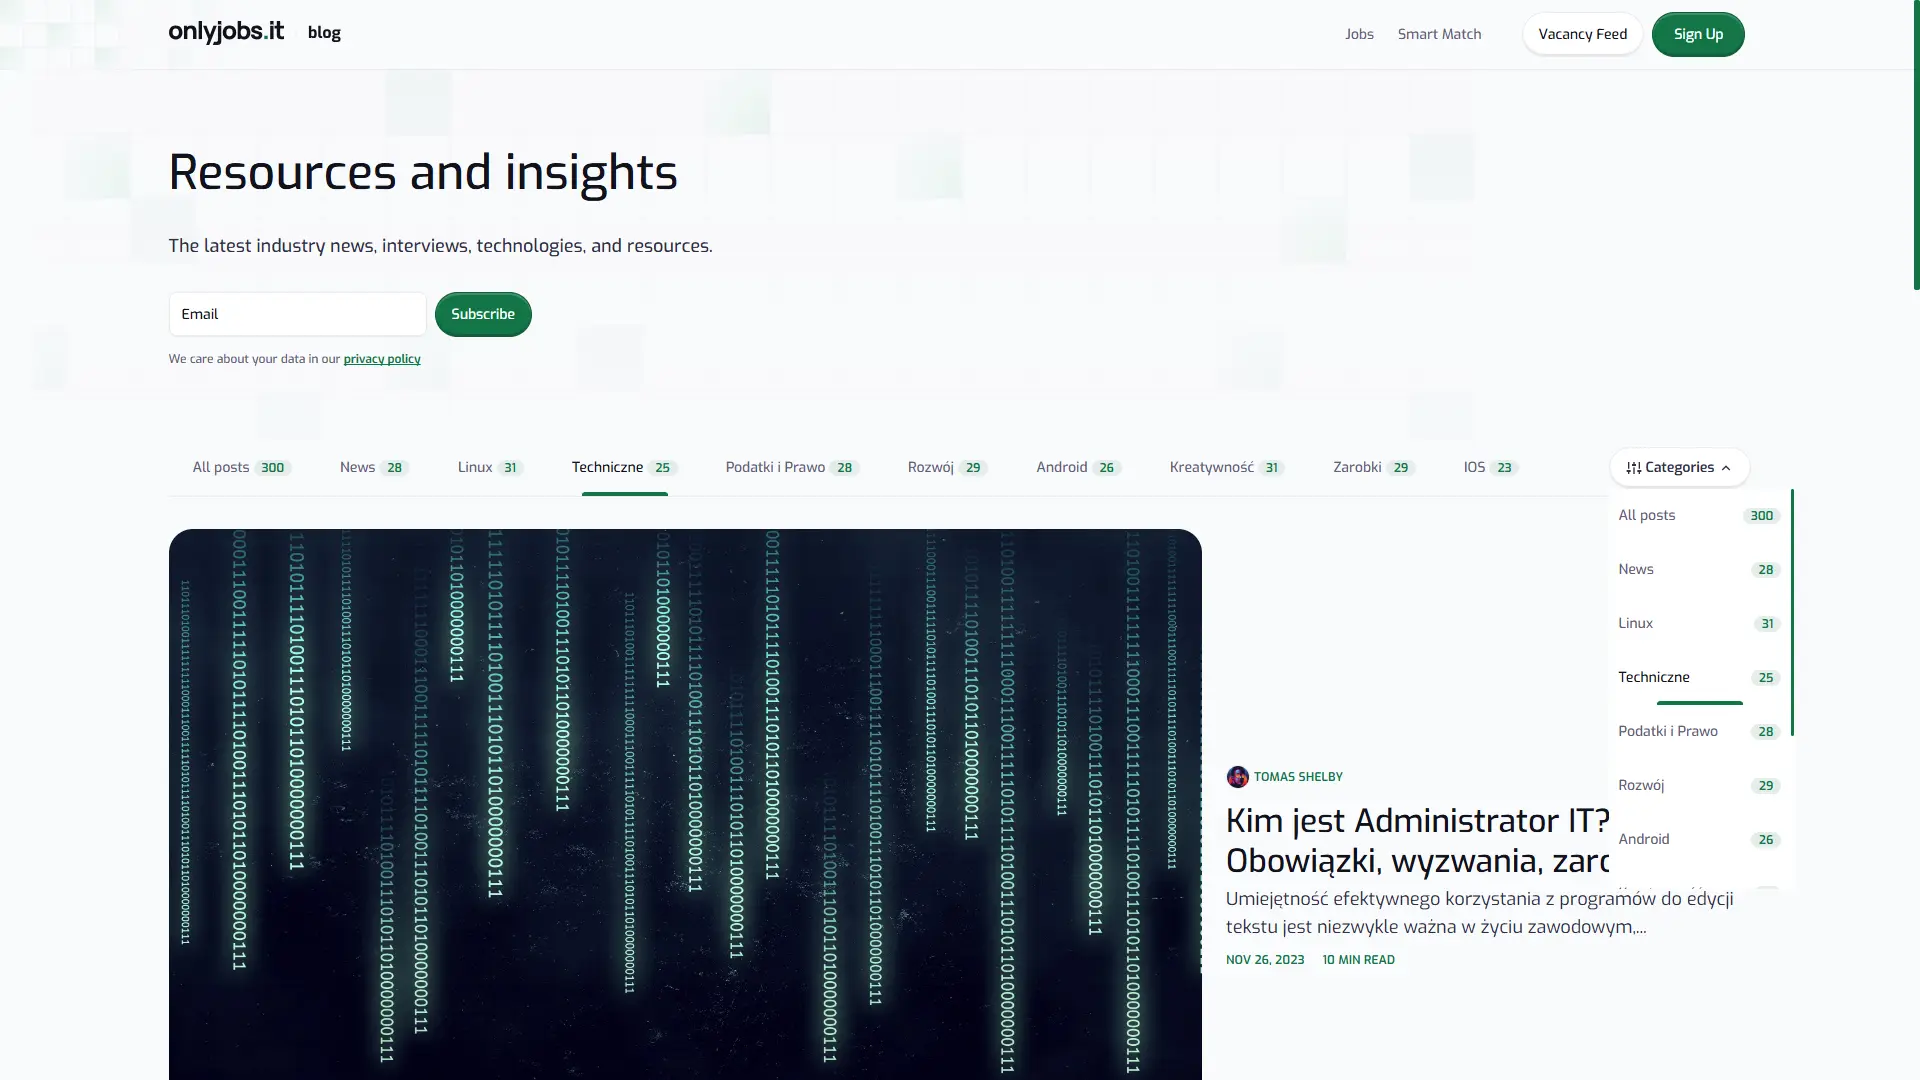 onlyjobs.it blog
Jobs Smart Match Vacancy Feed Sign Up
Resources and insights
The latest industry news, interviews, technologies, and resources.
Email Subscribe
We care about your data in our privacy policy
All posts 300 News 28 Linux 31 Techniczne 25 Podatki i Prawo 28 Rozwój 29 Android 26 Kreatywność 31 Zarobki 29 IOS 23 Categories
All posts 300
News 28
Linux 31
Techniczne 25
Podatki i Prawo 28
Rozwój 29
Android 26
TOMAS SHELBY
Kim jest Administrator IT?
Obowiązki, wyzwania,
Umiejętność efektywnego korzystania z programów do edycji
tekstu jest niezwykle ważna w życiu zawodowym,...
NOV 26, 2023 10 MIN READ